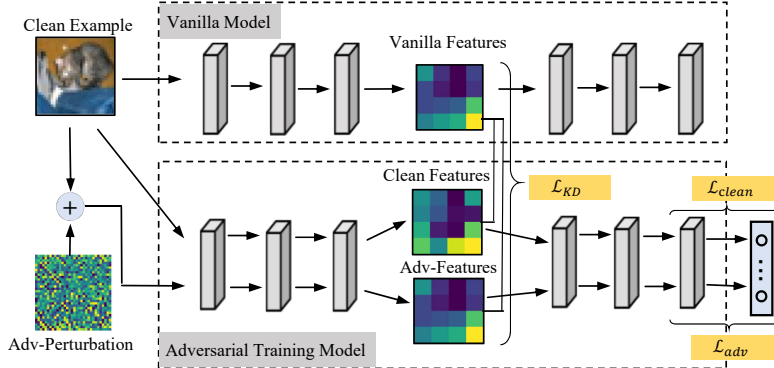 Clean Example
Vanilla Model
Vanilla Features
Clean Features
𝓛_KD
𝓛_clean
+
Adv-Features
Adv-Perturbation
Adversarial Training Model
𝓛_adv